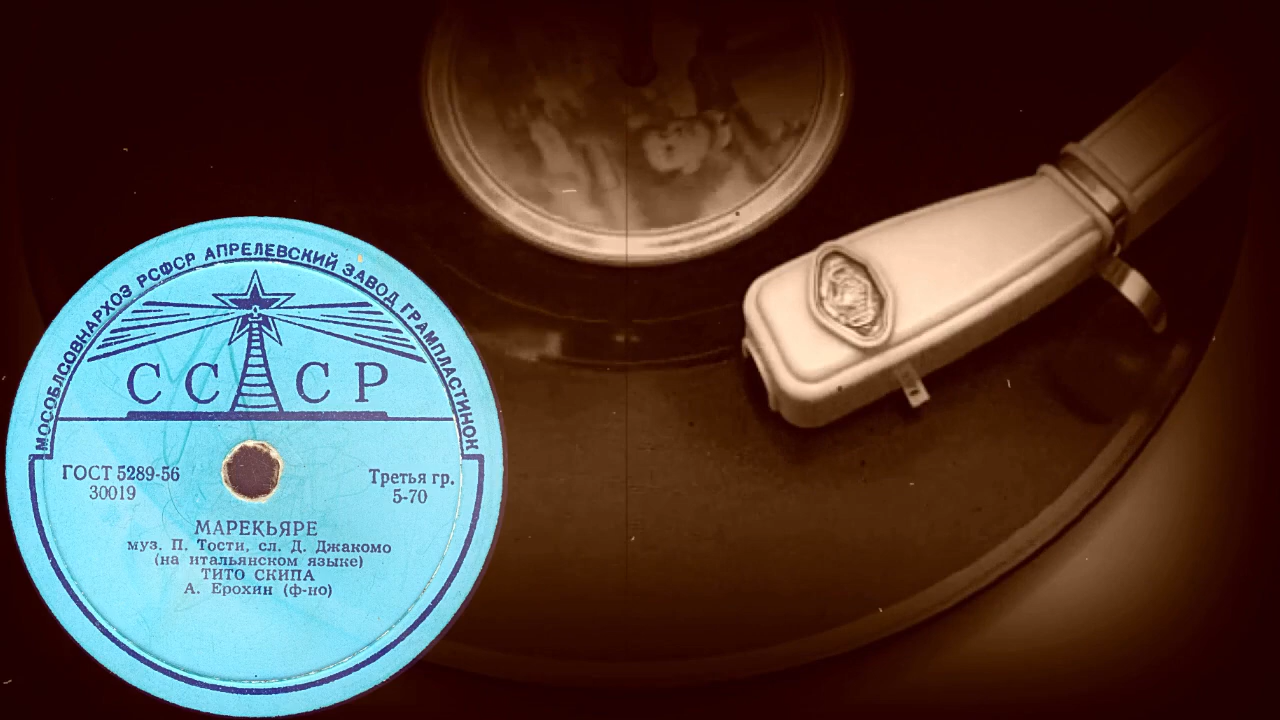 МОСОБЛСОВНАРХОЗ РСФСР АПРЕЛЕВСКИЙ ЗАВОД ГРАМПЛАСТИНОК
СССР
ГОСТ 5289-56
30019
Третья гр.
5-70
МАРЕКЬЯРЕ
муз. П. Тости, сл. Д. Джакомо
(на итальянском языке)
ТИТО СКИПА
А. Ерохин (ф-но)